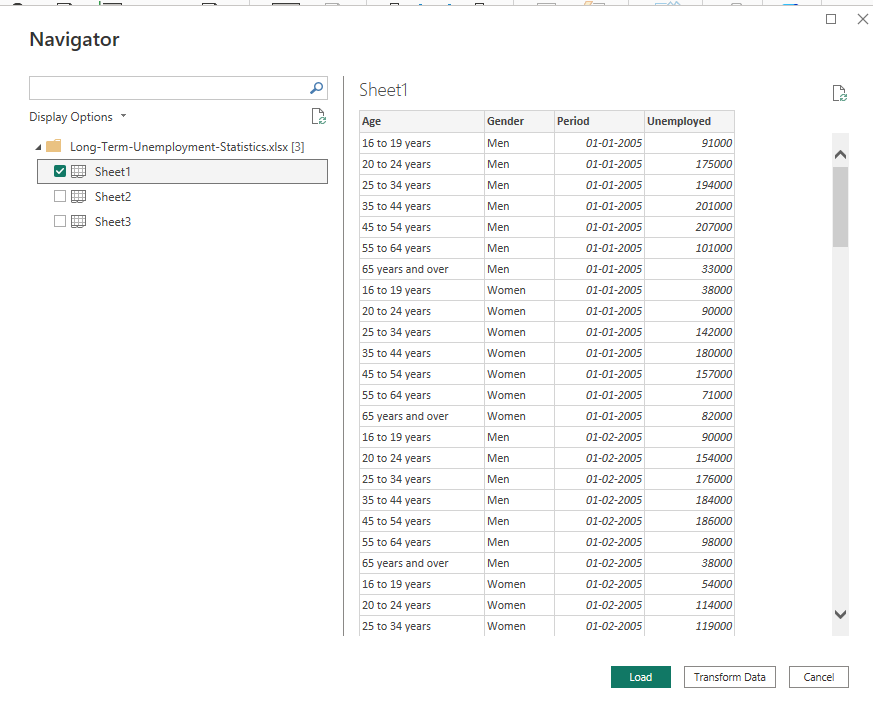 Navigator
Display Options
Long-Term-Unemployment-Statistics.xlsx [3]
Sheet1
Sheet2
Sheet3
Sheet1
Age Gender Period Unemployed
16 to 19 years Men 01-01-2005 91000
20 to 24 years Men 01-01-2005 175000
25 to 34 years Men 01-01-2005 194000
35 to 44 years Men 01-01-2005 201000
45 to 54 years Men 01-01-2005 207000
55 to 64 years Men 01-01-2005 101000
65 years and over Men 01-01-2005 33000
16 to 19 years Women 01-01-2005 38000
20 to 24 years Women 01-01-2005 90000
25 to 34 years Women 01-01-2005 142000
35 to 44 years Women 01-01-2005 180000
45 to 54 years Women 01-01-2005 157000
55 to 64 years Women 01-01-2005 71000
65 years and over Women 01-01-2005 82000
16 to 19 years Men 01-02-2005 90000
20 to 24 years Men 01-02-2005 154000
25 to 34 years Men 01-02-2005 176000
35 to 44 years Men 01-02-2005 184000
45 to 54 years Men 01-02-2005 186000
55 to 64 years Men 01-02-2005 98000
65 years and over Men 01-02-2005 38000
16 to 19 years Women 01-02-2005 54000
20 to 24 years Women 01-02-2005 114000
25 to 34 years Women 01-02-2005 119000
Load Transform Data Cancel